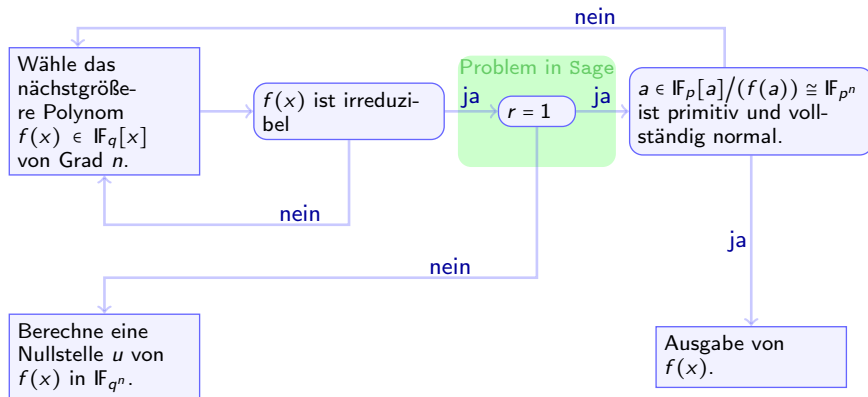 nein
Wähle das
nächstgröße-
re Polynom
f(x) ∈ 𝔽_q[x]
von Grad n.
f(x) ist irreduzi-
bel
nein
ja
Problem in Sage
r = 1
ja
a ∈ 𝔽_p[a]/(f(a)) ≅ 𝔽_{p^n}
ist primitiv und voll-
ständig normal.
nein
ja
Berechne eine
Nullstelle u von
f(x) in 𝔽_{q^n}.
Ausgabe von
f(x).